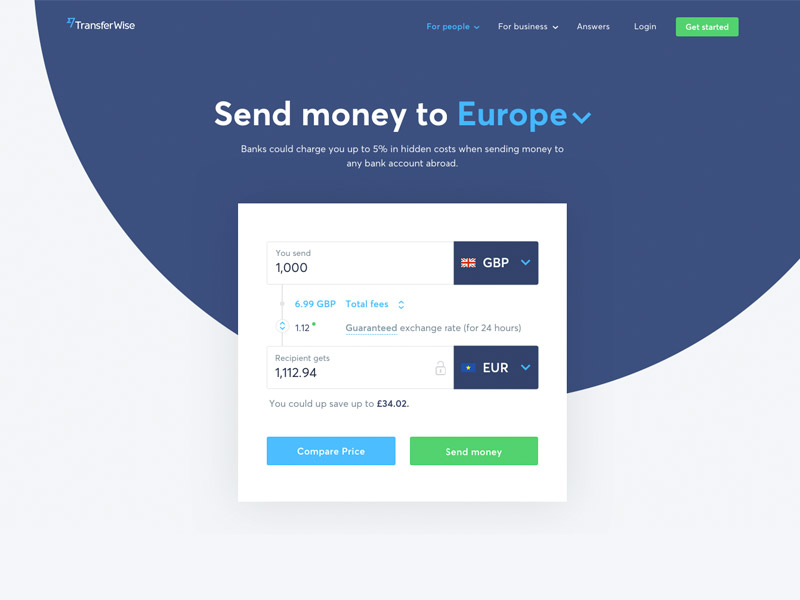 TransferWise
For people
For business
Answers
Login
Get started
Send money to Europe
Banks could charge you up to 5% in hidden costs when sending money to
any bank account abroad.
You send
1,000
GBP
6.99 GBP Total fees
1.12 Guaranteed exchange rate (for 24 hours)
Recipient gets
1,112.94
EUR
You could up save up to £34.02.
Compare Price
Send money